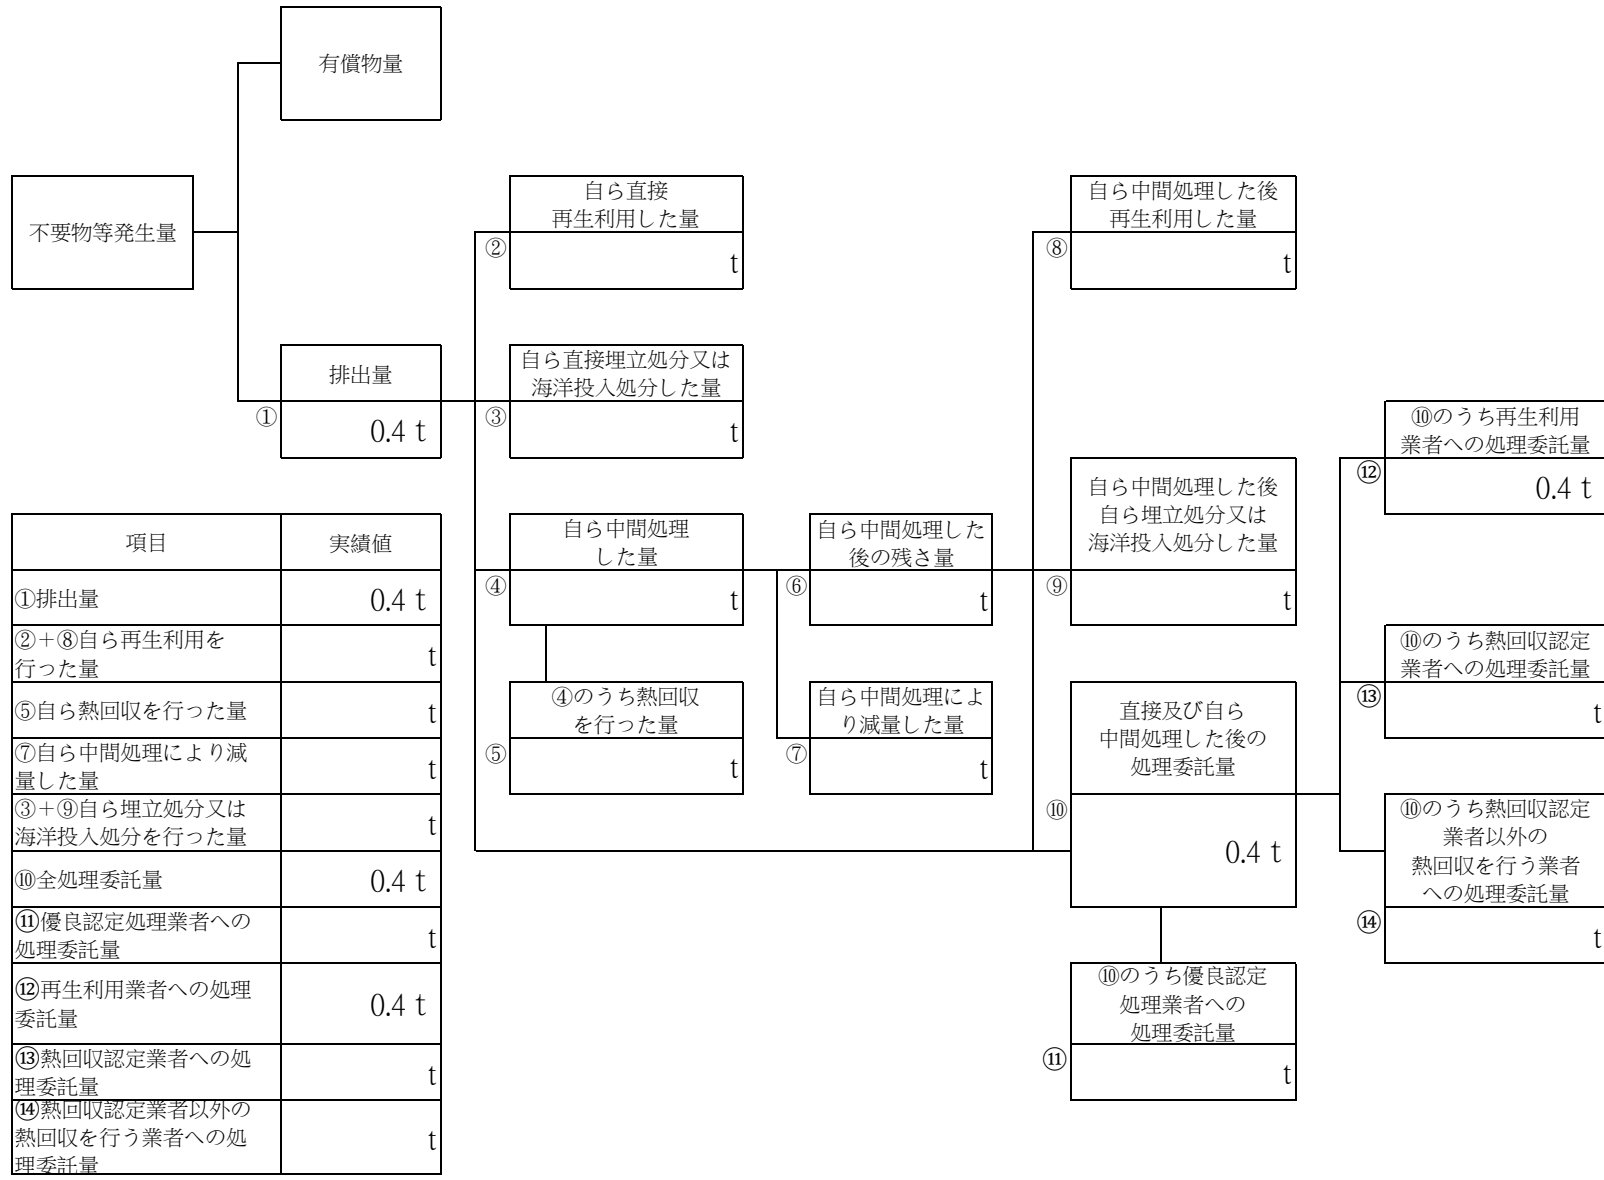 有償物量
不要物等発生量
自ら直接
再生利用した量
②
t
自ら中間処理した後
再生利用した量
⑧
t
排出量
①
0.4 t
自ら直接埋立処分又は
海洋投入処分した量
③
t
⑩のうち再生利用
業者への処理委託量
⑫
0.4 t
自ら中間処理
した量
④
t
自ら中間処理した
後の残さ量
⑥
t
自ら中間処理した後
自ら埋立処分又は
海洋投入処分した量
⑨
t
⑩のうち熱回収認定
業者への処理委託量
⑬
t
④のうち熱回収
を行った量
⑤
t
自ら中間処理によ
り減量した量
⑦
t
直接及び自ら
中間処理した後の
処理委託量
⑩
0.4 t
⑩のうち熱回収認定
業者以外の
熱回収を行う業者
への処理委託量
⑭
t
⑩のうち優良認定
処理業者への
処理委託量
⑪
t
項目
実績値
①排出量
0.4 t
②+⑧自ら再生利用を
行った量
t
⑤自ら熱回収を行った量
t
⑦自ら中間処理により減
量した量
t
③+⑨自ら埋立処分又は
海洋投入処分を行った量
t
⑩全処理委託量
0.4 t
⑪優良認定処理業者への
処理委託量
t
⑫再生利用業者への処理
委託量
0.4 t
⑬熱回収認定業者への処
理委託量
t
⑭熱回収認定業者以外の
熱回収を行う業者への処
理委託量
t